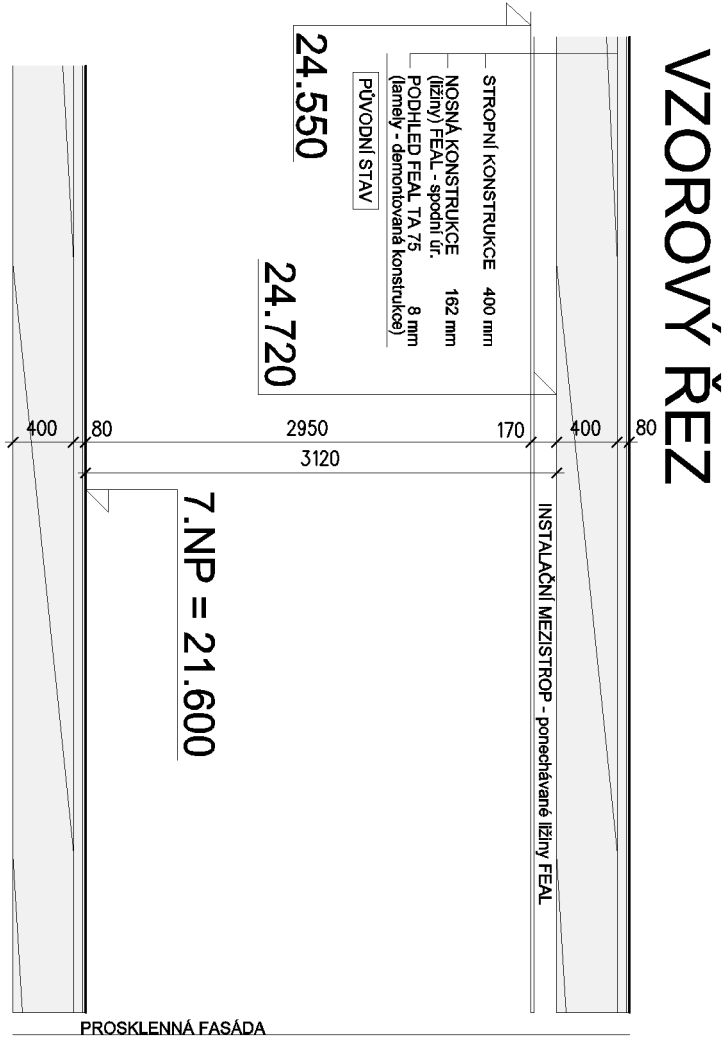 VZOROVÝ ŘEZ
STROPNÍ KONSTRUKCE 400 mm
NOSNÁ KONSTRUKCE 162 mm
(ližiny) FEAL - spodní úr.
PODHLED FEAL TA 75 8 mm
(lamely - demontovaná konstrukce)
PŮVODNÍ STAV
24.550
24.720
400 80 2950 170 400 80
3120
7.NP = 21.600
INSTALAČNÍ MEZISTROP - ponechávané ližiny FEAL
PROSKLENNÁ FASÁDA